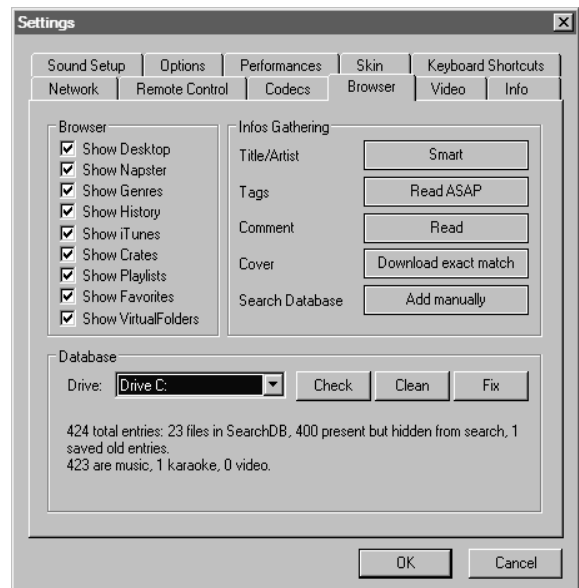 Settings
Sound Setup Options Performances Skin Keyboard Shortcuts
Network Remote Control Codecs Browser Video Info
Browser
Show Desktop
Show Napster
Show Genres
Show History
Show iTunes
Show Crates
Show Playlists
Show Favorites
Show VirtualFolders
Infos Gathering
Title/Artist Smart
Tags Read ASAP
Comment Read
Cover Download exact match
Search Database Add manually
Database
Drive: Drive C: Check Clean Fix
424 total entries: 23 files in SearchDB, 400 present but hidden from search, 1
saved old entries.
423 are music, 1 karaoke, 0 video.
OK Cancel